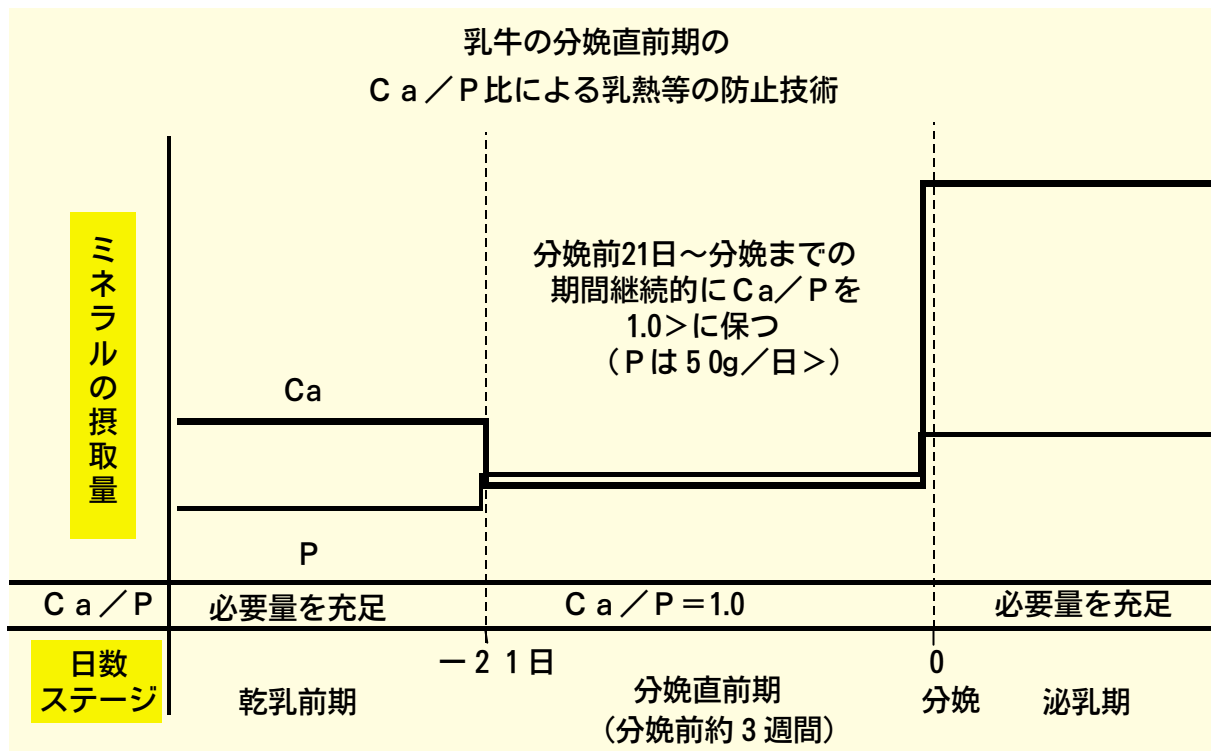 乳牛の分娩直前期の
Ca／P比による乳熱等の防止技術
ミネラルの摂取量
分娩前21日～分娩までの
期間継続的にCa／Pを
1.0＞に保つ
（Pは50g／日＞）
Ca
P
Ca／P
必要量を充足
Ca／P＝1.0
必要量を充足
日数
ステージ
－21日
0
乾乳前期
分娩直前期
（分娩前約3週間）
分娩
泌乳期